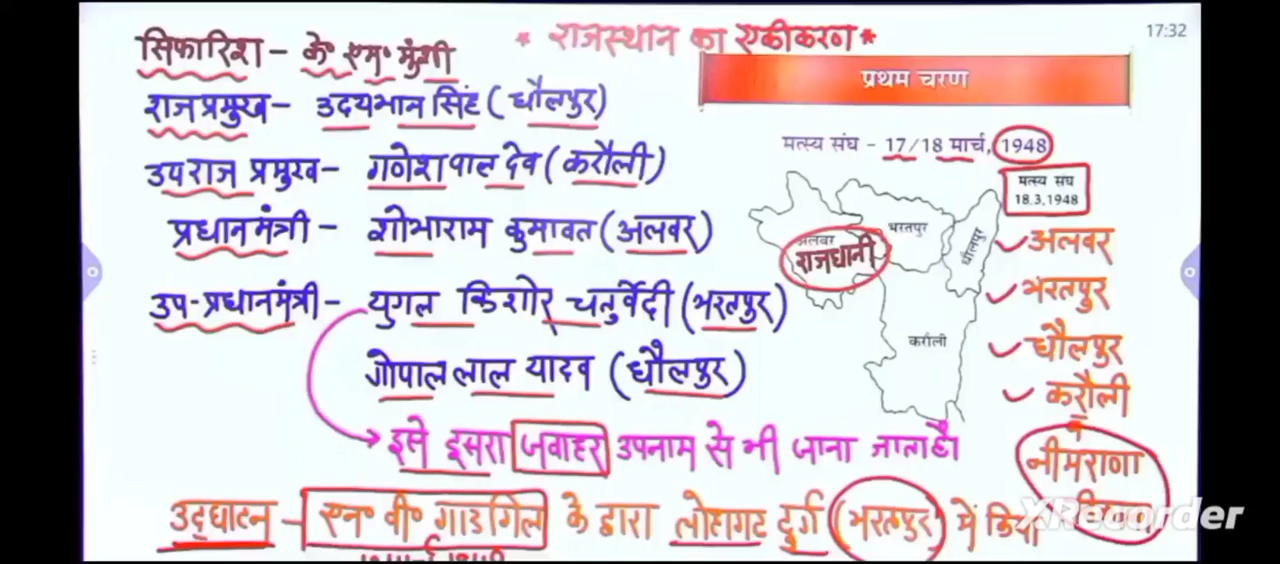 17:32
* राजस्थान का एकीकरण *
प्रथम चरण
सिफारिश - के॰ एम॰ मुंशी
राजप्रमुख - उदयभान सिंह (धौलपुर)
उपराज प्रमुख - गणेशपाल देव (करौली)
प्रधानमंत्री - शोभाराम कुमावत (अलवर)
उप-प्रधानमंत्री - युगल किशोर चतुर्वेदी (भरतपुर)
गोपाल लाल यादव (धौलपुर)
इसे दूसरा जवाहर उपनाम से भी जाना जाता है।
उद्घाटन - एन॰ वी॰ गाडगिल के द्वारा लोहागढ दुर्ग (भरतपुर) में किया
मत्स्य संघ - 17/18 मार्च, 1948
मत्स्य संघ
18.3.1948
अलवर
राजधानी
भरतपुर
धौलपुर
करौली
अलवर
भरतपुर
धौलपुर
करौली
व
नीमराणा
XRecorder